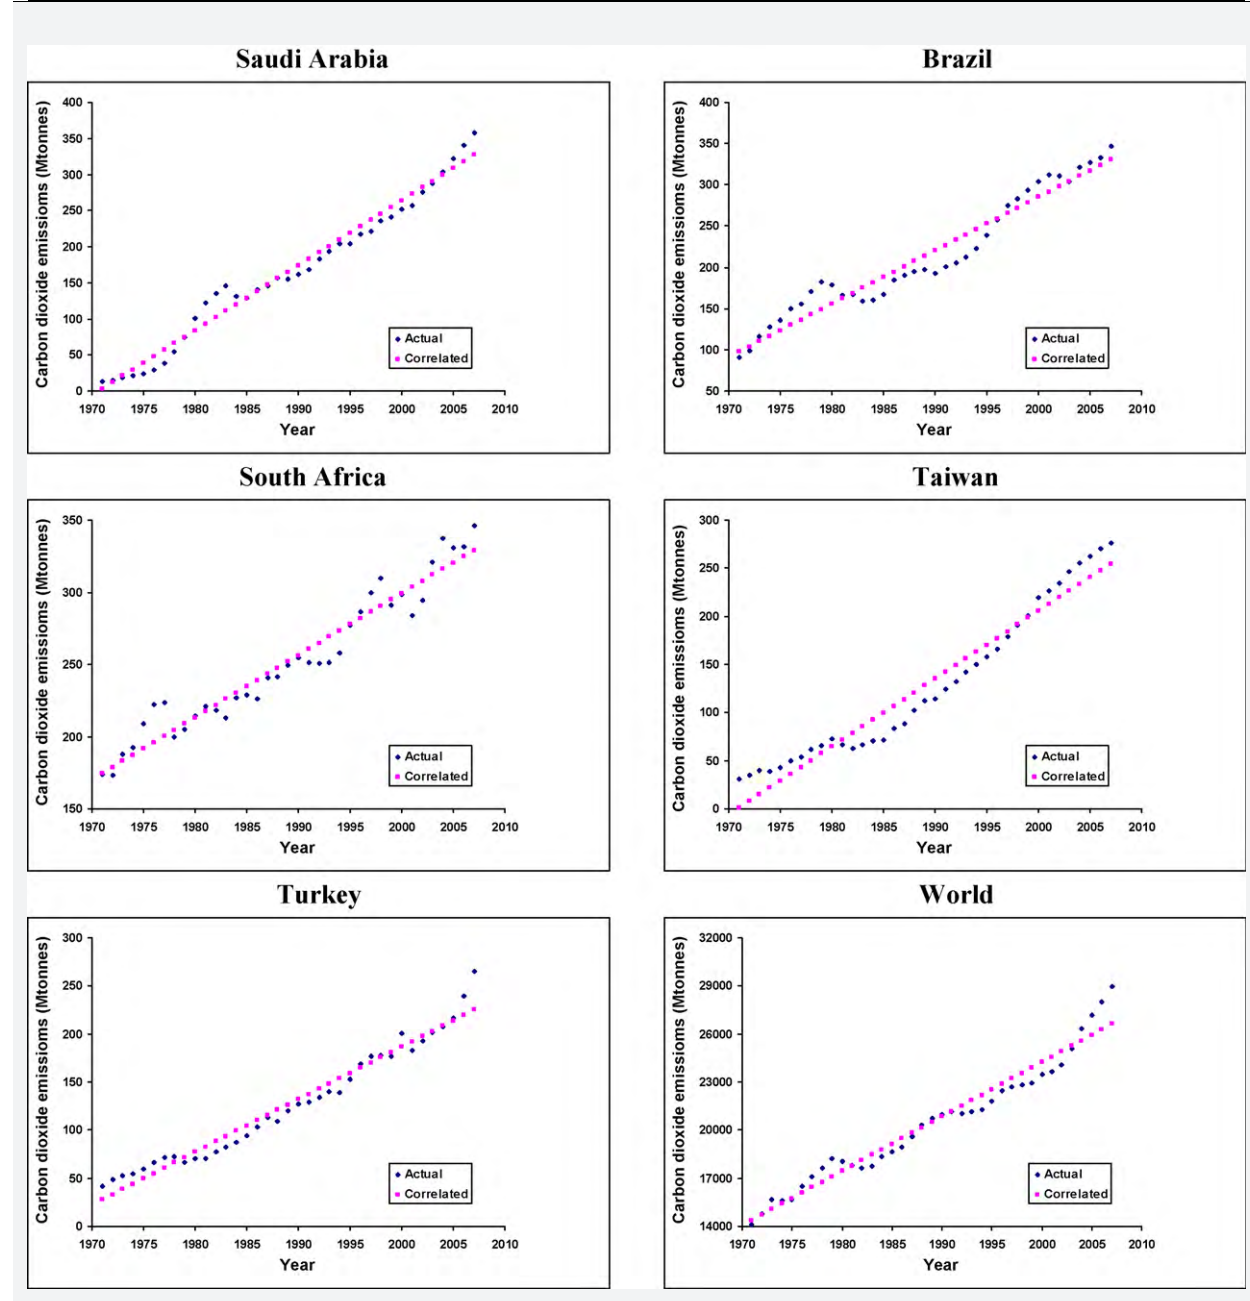 Saudi Arabia
Carbon dioxide emissioms (Mtonnes)
400
350
300
250
200
150
100
50
0
1970 1975 1980 1985 1990 1995 2000 2005 2010
Year
Actual
Correlated
Brazil
Carbon dioxide emissioms (Mtonnes)
400
350
300
250
200
150
100
50
1970 1975 1980 1985 1990 1995 2000 2005 2010
Year
Actual
Correlated
South Africa
Carbon dioxide emissioms (Mtonnes)
350
300
250
200
150
1970 1975 1980 1985 1990 1995 2000 2005 2010
Year
Actual
Correlated
Taiwan
Carbon dioxide emissioms (Mtonnes)
300
250
200
150
100
50
0
1970 1975 1980 1985 1990 1995 2000 2005 2010
Year
Actual
Correlated
Turkey
Carbon dioxide emissioms (Mtonnes)
300
250
200
150
100
50
0
1970 1975 1980 1985 1990 1995 2000 2005 2010
Year
Actual
Correlated
World
Carbon dioxide emissioms (Mtonnes)
32000
29000
26000
23000
20000
17000
14000
1970 1975 1980 1985 1990 1995 2000 2005 2010
Year
Actual
Correlated